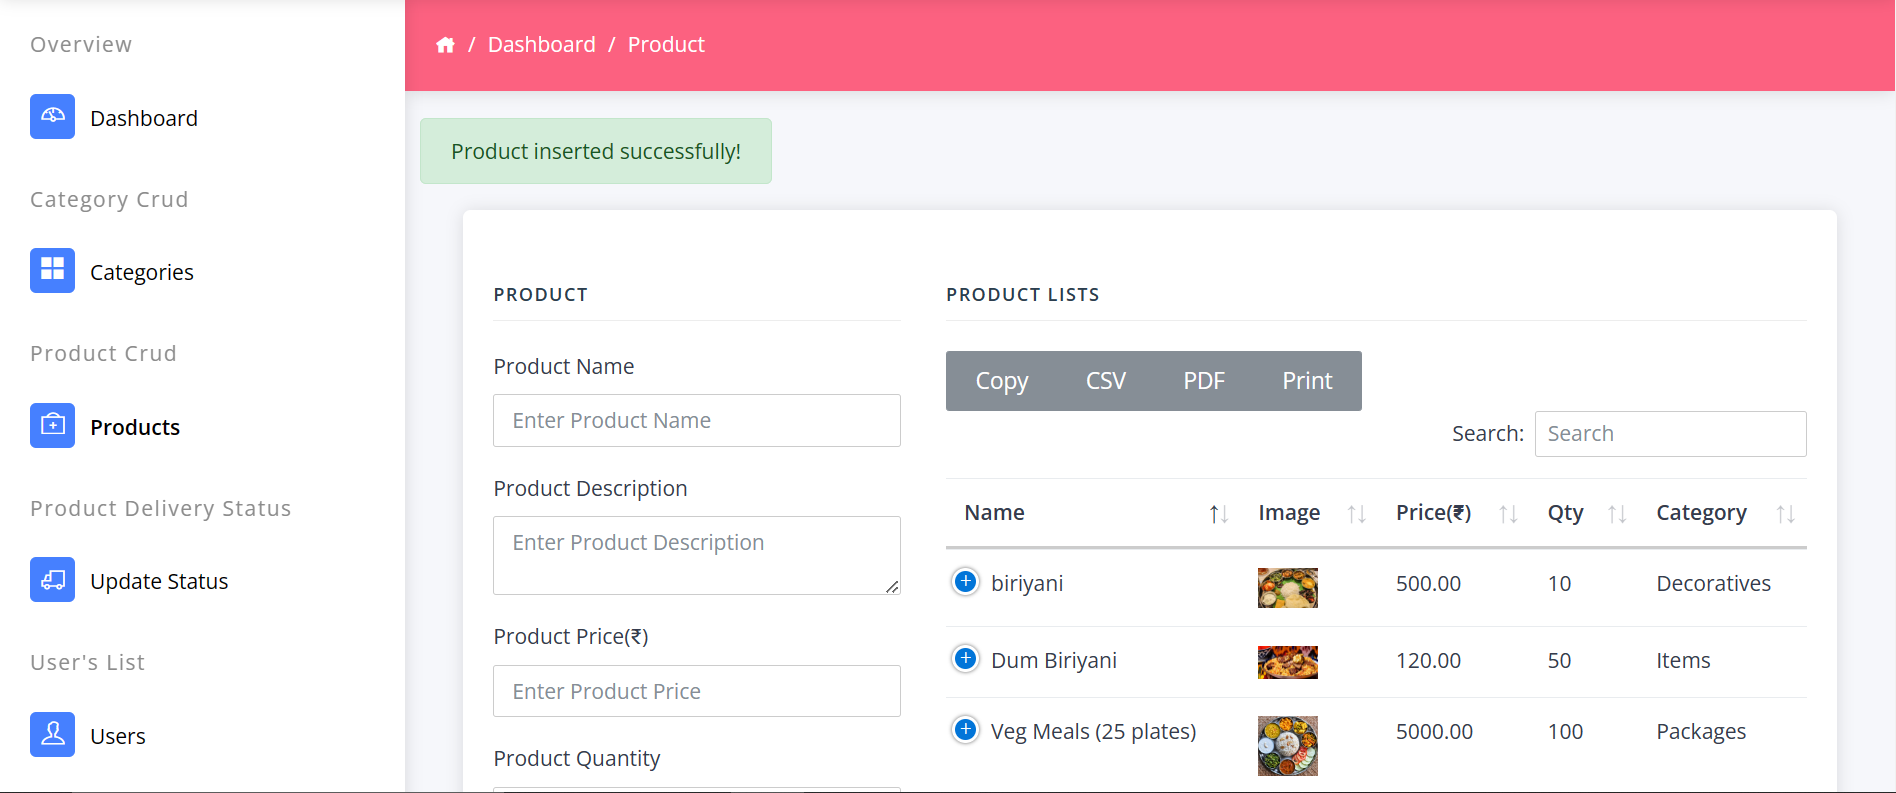 Overview
Dashboard
Category Crud
Categories
Product Crud
Products
Product Delivery Status
Update Status
User's List
Users
/ Dashboard / Product
Product inserted successfully!
PRODUCT
Product Name
Enter Product Name
Product Description
Enter Product Description
Product Price(₹)
Enter Product Price
Product Quantity
PRODUCT LISTS
Copy CSV PDF Print
Search: Search
Name Image Price(₹) Qty Category
biriyani 500.00 10 Decoratives
Dum Biriyani 120.00 50 Items
Veg Meals (25 plates) 5000.00 100 Packages